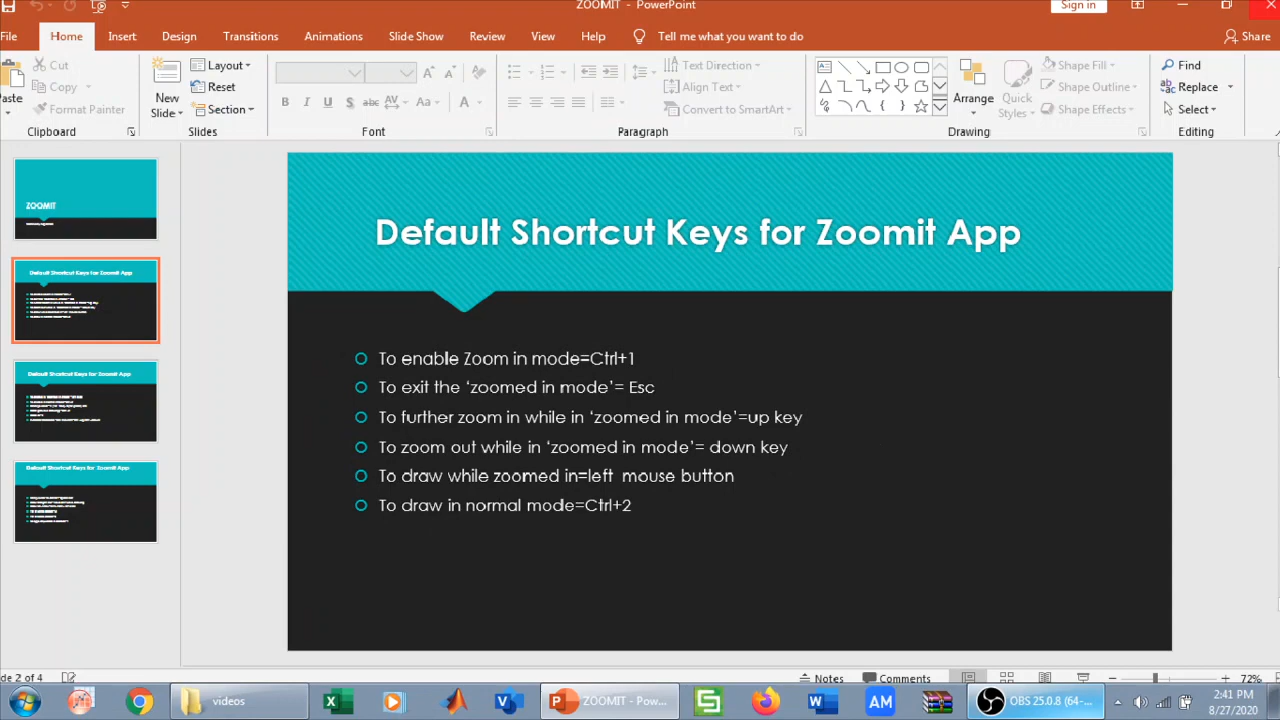 ZOOMIT - PowerPoint
Sign in
File Home Insert Design Transitions Animations Slide Show Review View Help Tell me what you want to do Share
Paste
Cut
Copy
Format Painter
Clipboard
New Slide
Layout
Reset
Section
Slides
B I U S abc AV Aa A
Font
Text Direction
Align Text
Convert to SmartArt
Paragraph
Arrange
Quick Styles
Shape Fill
Shape Outline
Shape Effects
Drawing
Find
Replace
Select
Editing
ZOOMIT
Default Shortcut Keys for Zoomit App
Default Shortcut Keys for Zoomit App
Default Shortcut Keys for Zoomit App
Default Shortcut Keys for Zoomit App
To enable Zoom in mode=Ctrl+1
To exit the ‘zoomed in mode’= Esc
To further zoom in while in ‘zoomed in mode’=up key
To zoom out while in ‘zoomed in mode’= down key
To draw while zoomed in=left mouse button
To draw in normal mode=Ctrl+2
de 2 of 4
Notes Comments 72%
videos
ZOOMIT - Pow...
AM
OBS 25.0.8 (64-...
2:41 PM
8/27/2020